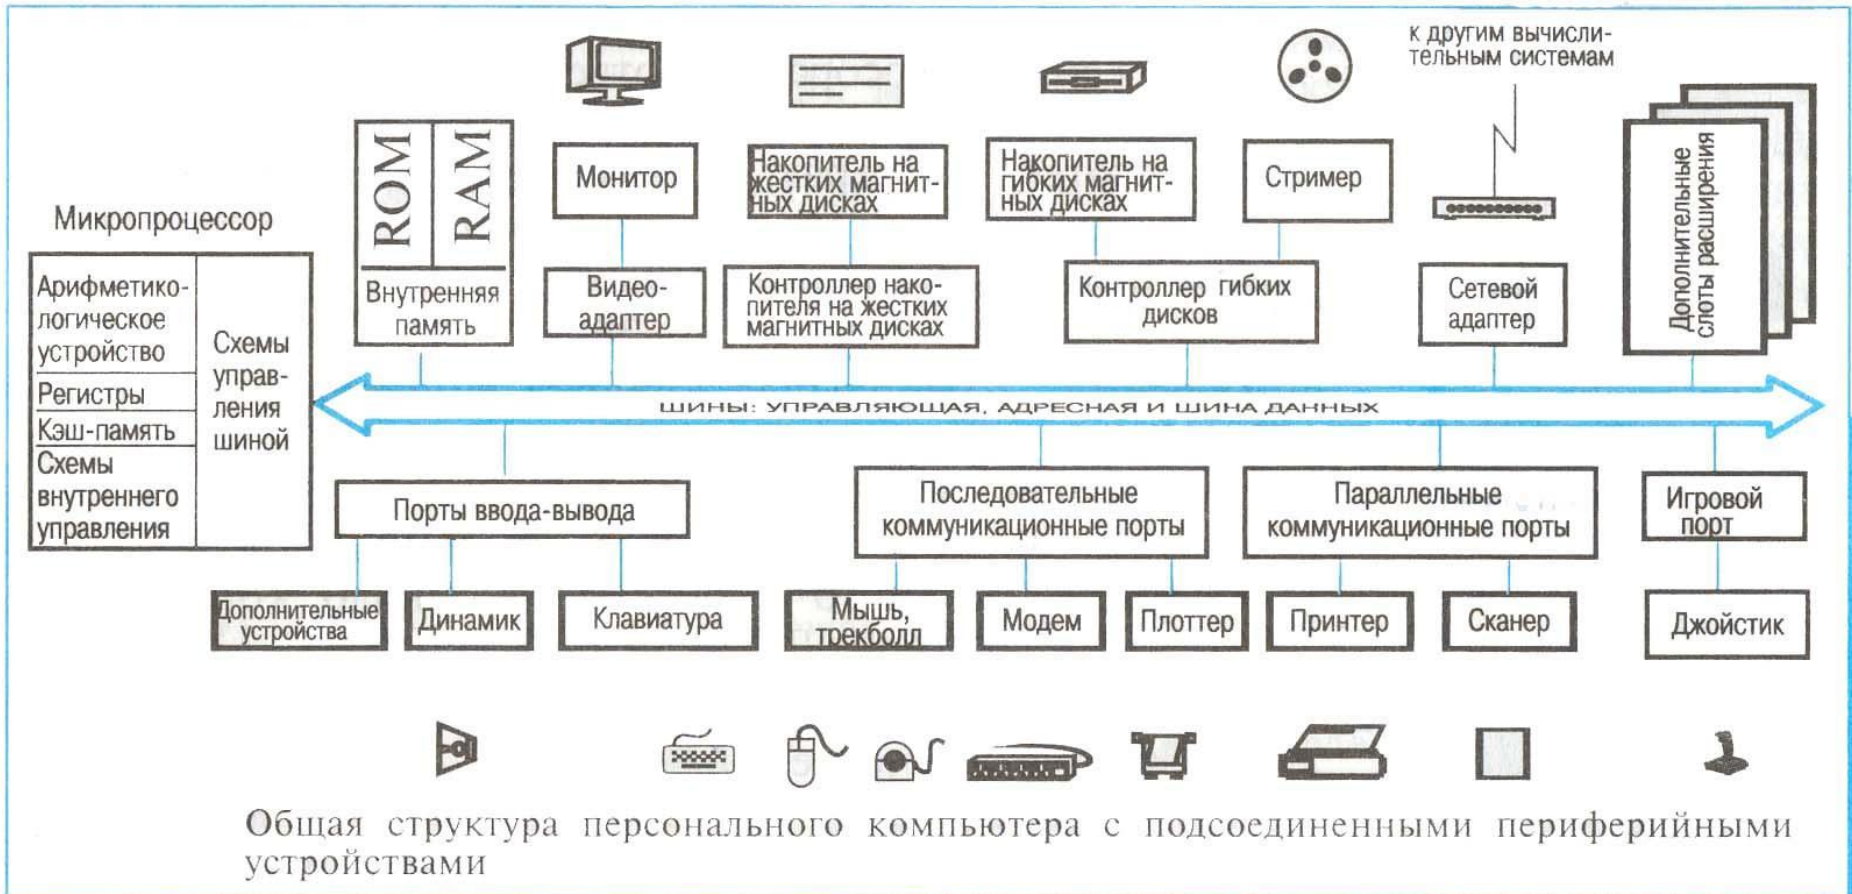 к другим вычисли-
тельным системам
ROM
RAM
Внутренняя
память
Монитор
Видео-
адаптер
Накопитель на
жестких магнит-
ных дисках
Контроллер нако-
пителя на жестких
магнитных дисках
Накопитель на
гибких магнит-
ных дисках
Стример
Контроллер гибких
дисков
Сетевой
адаптер
Дополнительные
слоты расширения
Микропроцессор
Арифметико-
логическое
устройство
Регистры
Кэш-память
Схемы
внутреннего
управления
Схемы
управ-
ления
шиной
ШИНЫ: УПРАВЛЯЮЩАЯ, АДРЕСНАЯ И ШИНА ДАННЫХ
Порты ввода-вывода
Последовательные
коммуникационные порты
Параллельные
коммуникационные порты
Игровой
порт
Дополнительные
устройства
Динамик
Клавиатура
Мышь,
трекболл
Модем
Плоттер
Принтер
Сканер
Джойстик
Общая структура персонального компьютера с подсоединенными периферийными
устройствами